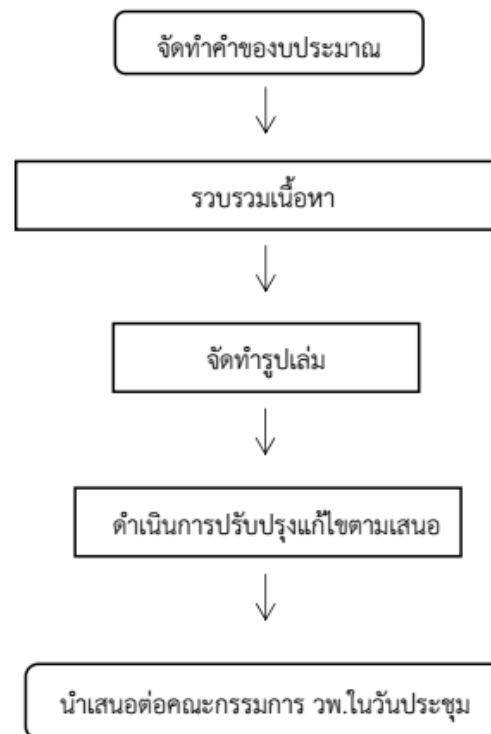 จัดทำคำของบประมาณ
รวบรวมเนื้อหา
จัดทำรูปเล่ม
ดำเนินการปรับปรุงแก้ไขตามเสนอ
นำเสนอต่อคณะกรรมการ วพ.ในวันประชุม